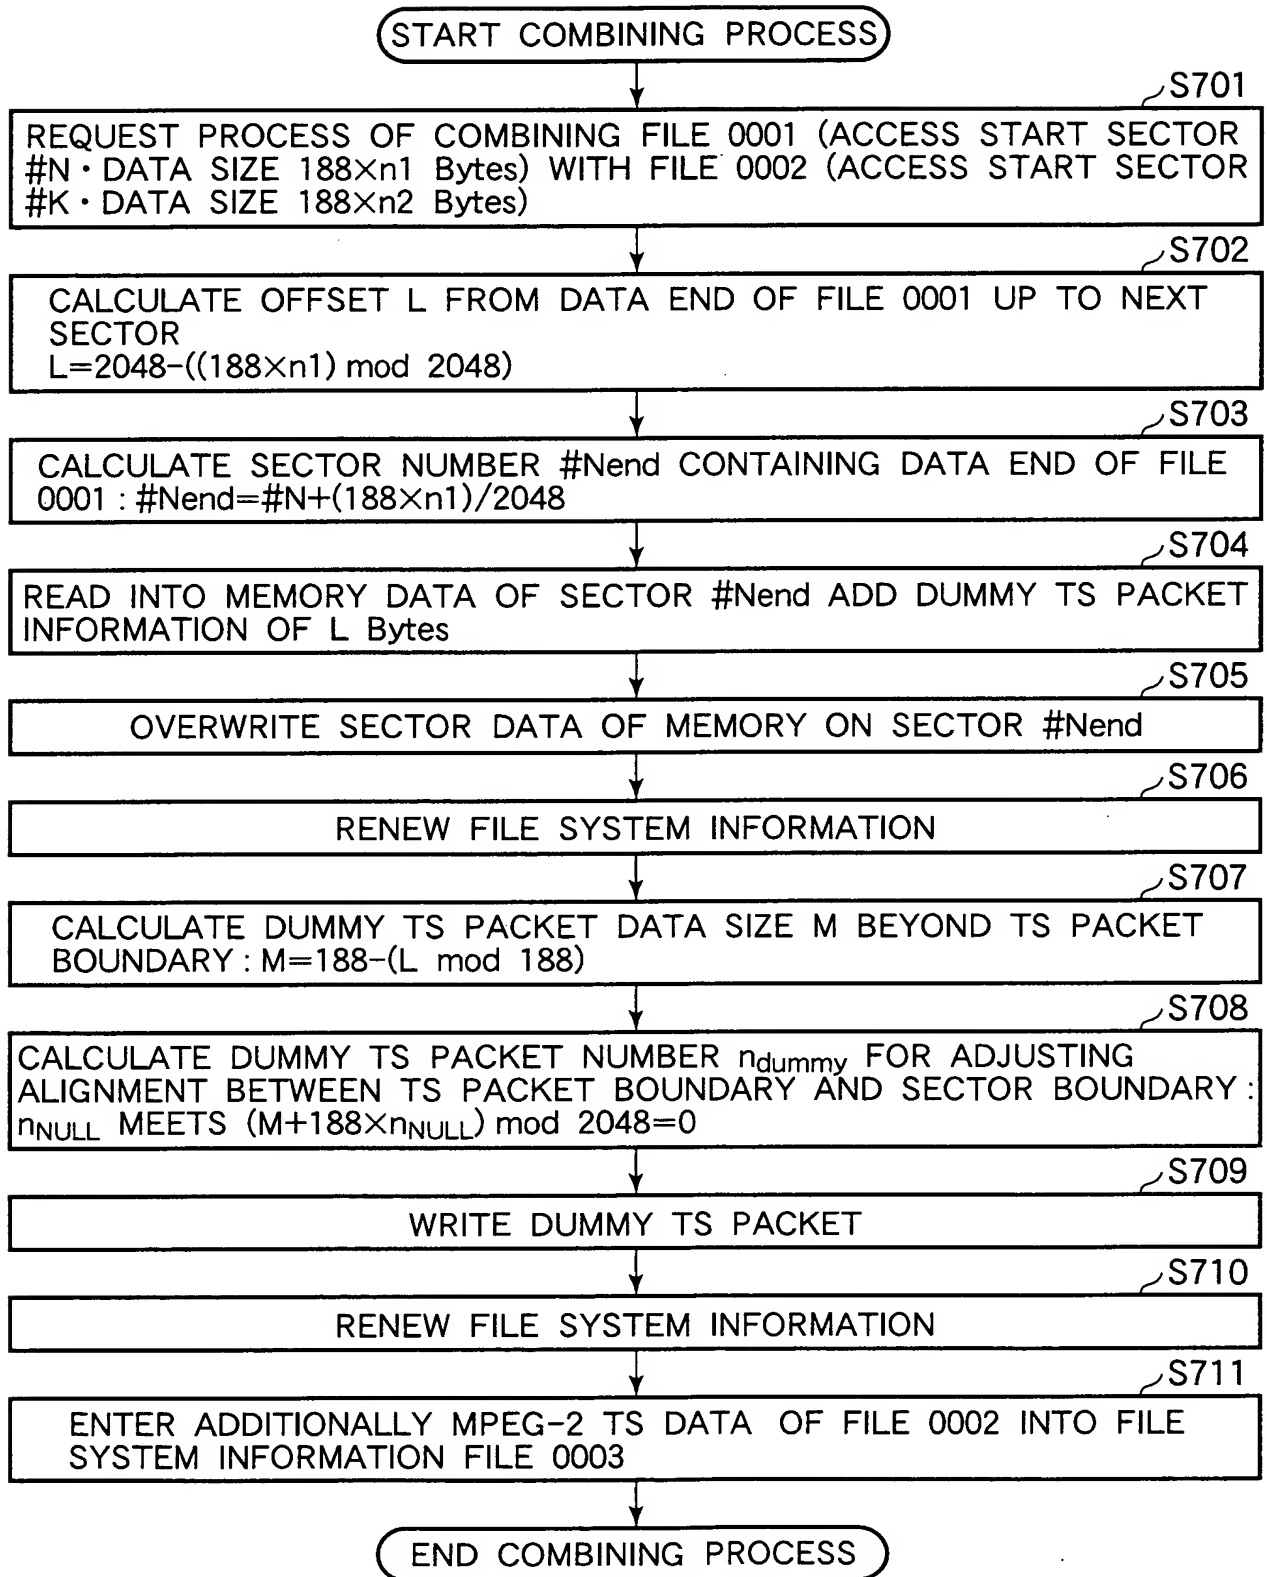 START COMBINING PROCESS
S701
REQUEST PROCESS OF COMBINING FILE 0001 (ACCESS START SECTOR
#N・DATA SIZE 188×n1 Bytes) WITH FILE 0002 (ACCESS START SECTOR
#K・DATA SIZE 188×n2 Bytes)
S702
CALCULATE OFFSET L FROM DATA END OF FILE 0001 UP TO NEXT
SECTOR
L=2048-((188×n1) mod 2048)
S703
CALCULATE SECTOR NUMBER #Nend CONTAINING DATA END OF FILE
0001 : #Nend=#N+(188×n1)/2048
S704
READ INTO MEMORY DATA OF SECTOR #Nend ADD DUMMY TS PACKET
INFORMATION OF L Bytes
S705
OVERWRITE SECTOR DATA OF MEMORY ON SECTOR #Nend
S706
RENEW FILE SYSTEM INFORMATION
S707
CALCULATE DUMMY TS PACKET DATA SIZE M BEYOND TS PACKET
BOUNDARY : M=188-(L mod 188)
S708
CALCULATE DUMMY TS PACKET NUMBER ndummy FOR ADJUSTING
ALIGNMENT BETWEEN TS PACKET BOUNDARY AND SECTOR BOUNDARY :
nNULL MEETS (M+188×nNULL) mod 2048=0
S709
WRITE DUMMY TS PACKET
S710
RENEW FILE SYSTEM INFORMATION
S711
ENTER ADDITIONALLY MPEG-2 TS DATA OF FILE 0002 INTO FILE
SYSTEM INFORMATION FILE 0003
END COMBINING PROCESS